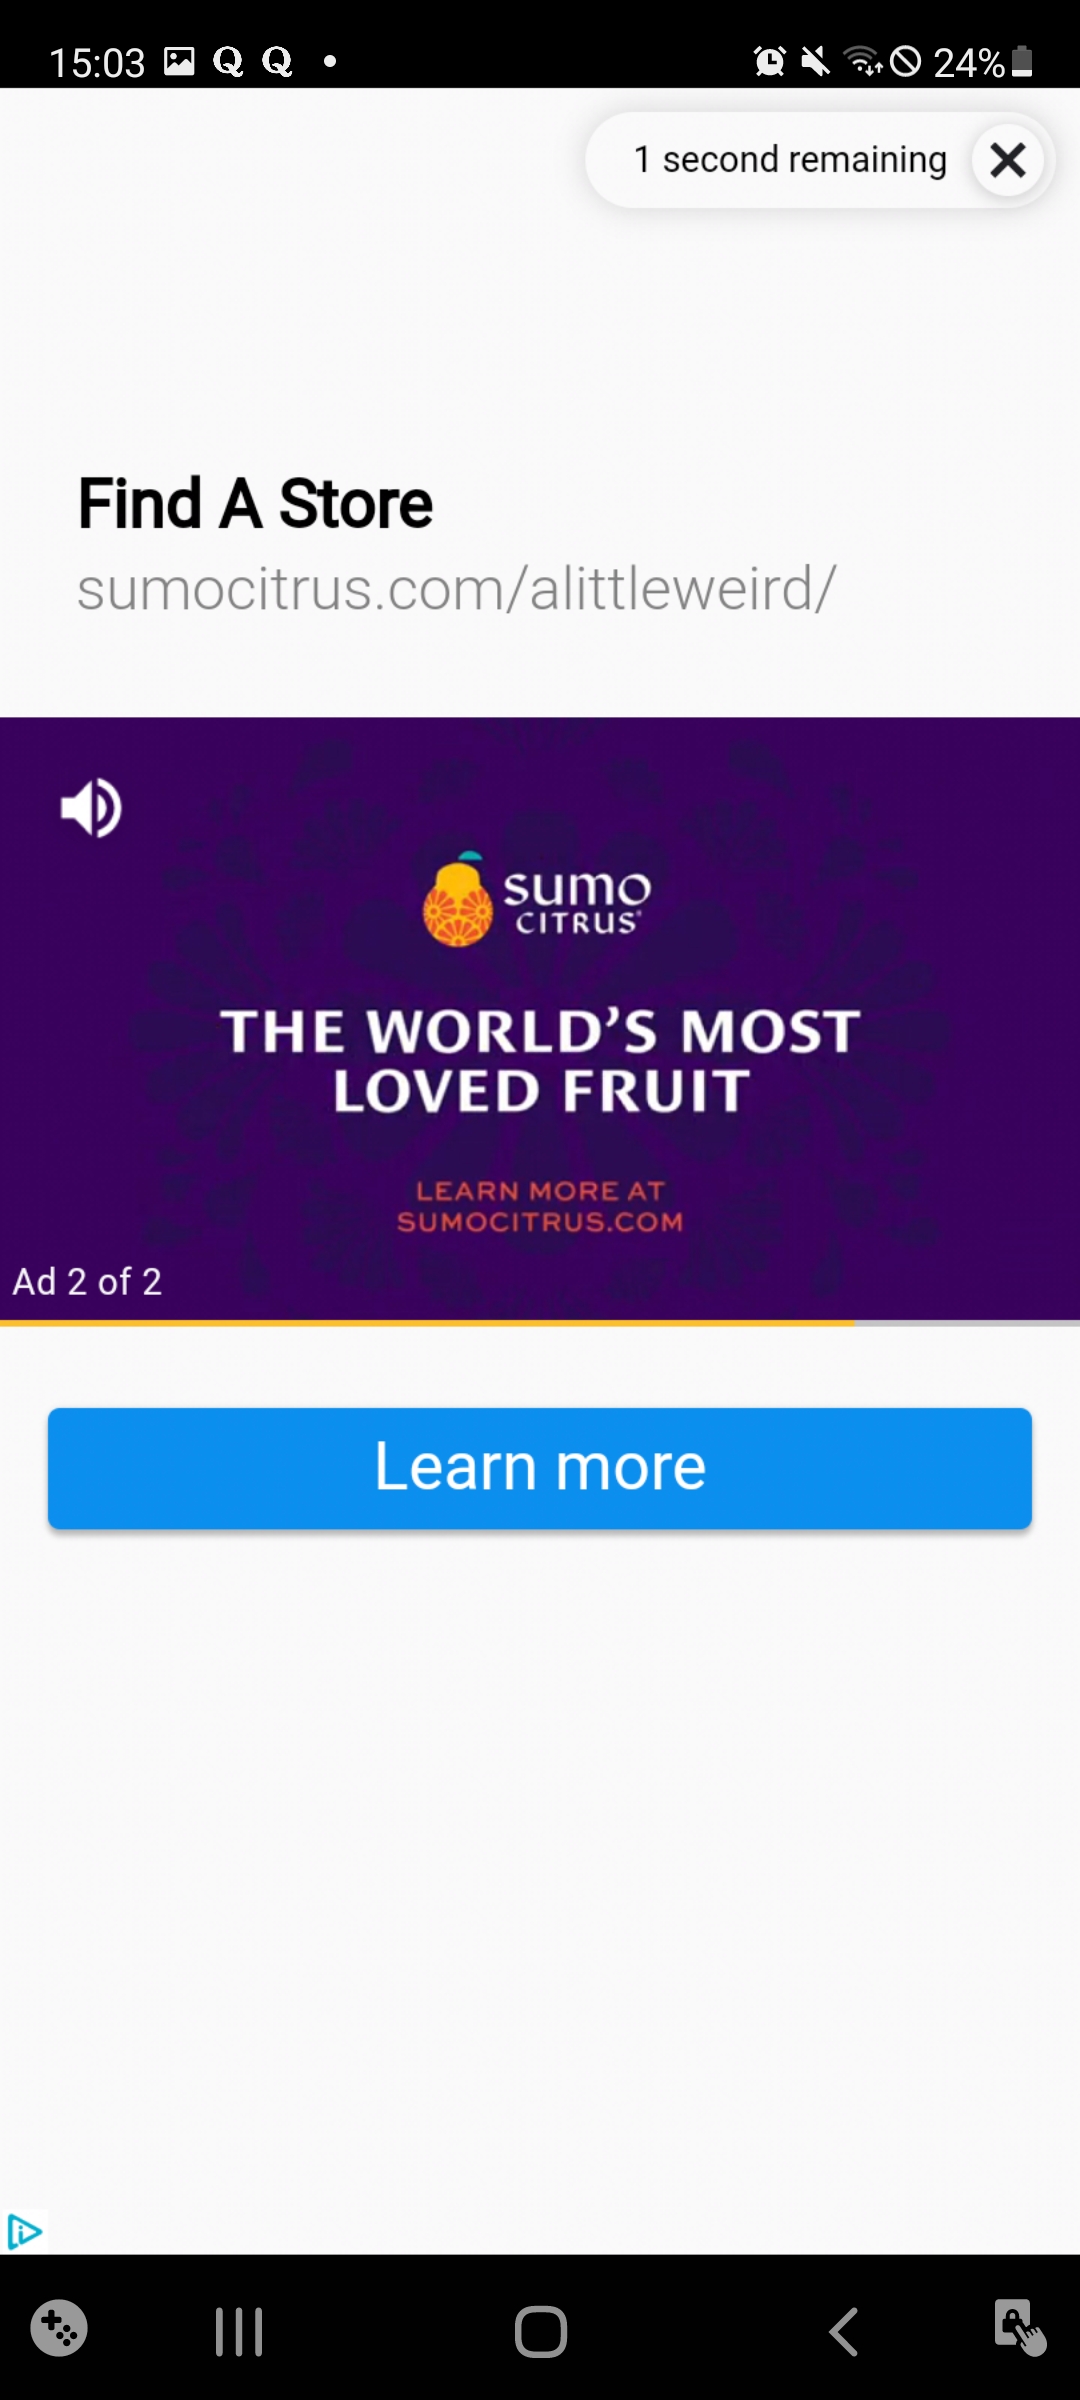 15:03
24%
1 second remaining
Find A Store
sumocitrus.com/alittleweird/
sumo
CITRUS®
THE WORLD'S MOST
LOVED FRUIT
LEARN MORE AT
SUMOCITRUS.COM
Ad 2 of 2
Learn more